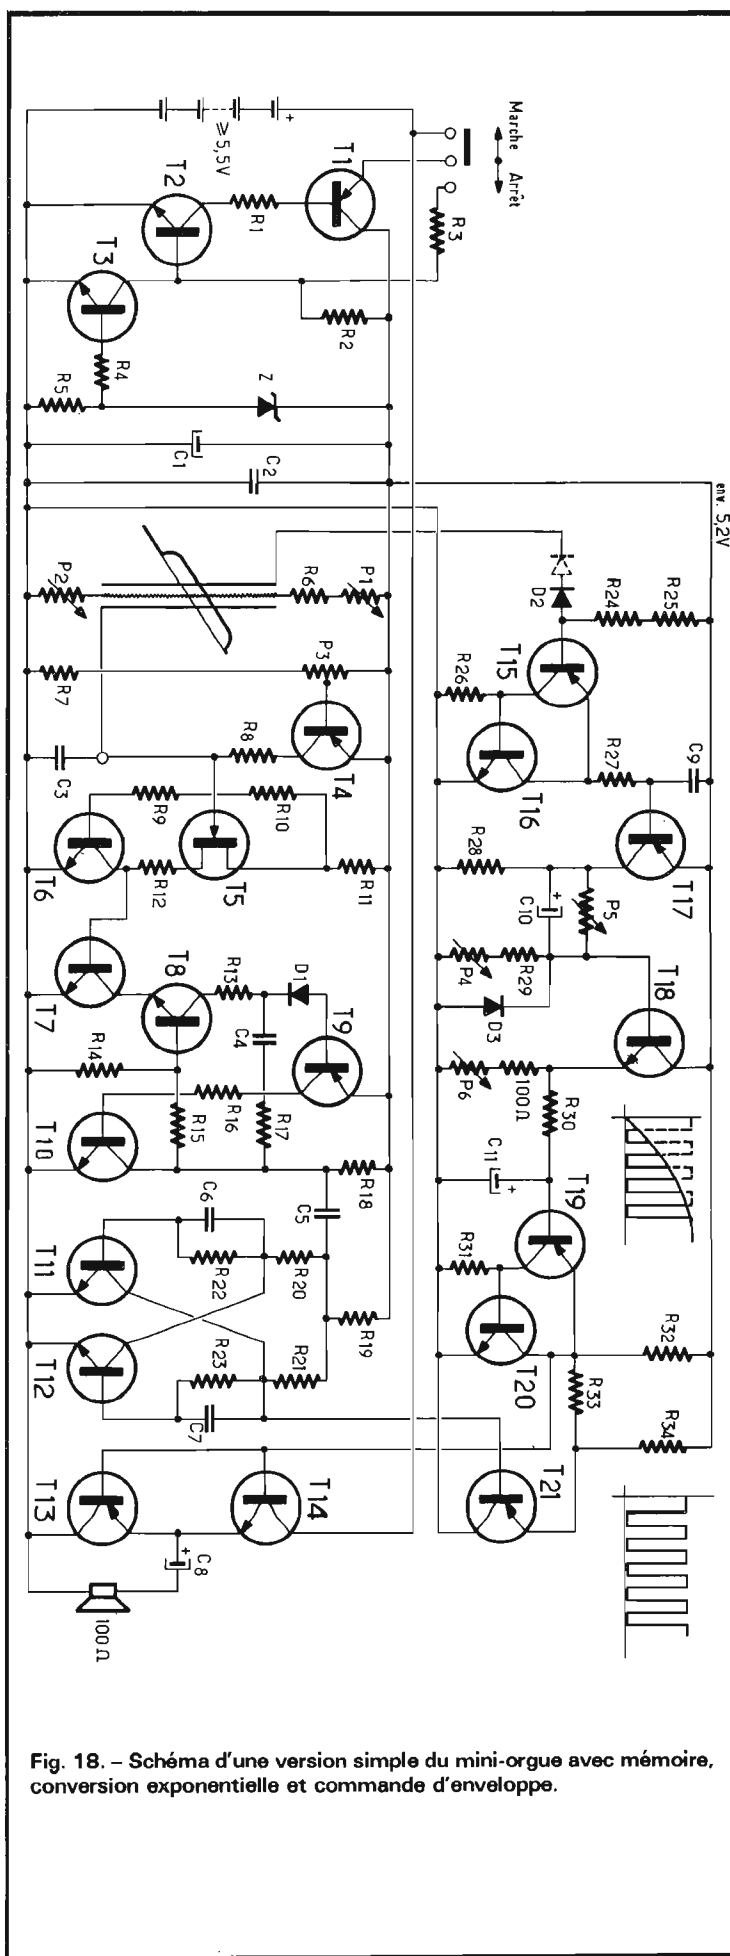 Marche Arrêt
+
≥ 5,5V
T1
T2
R1
R3
T3
R2
R4
R5
Z
C1
C2
env. 5,2V
P2
R6
P1
D2
R24
R25
T15
R26
P3
R7
R8
T4
C3
R27
C9
T16
R9
R10
T17
R28
T6
R12
T5
R11
+
C10
P5
T7
T8
R13
D1
T9
P4
R29
D3
T18
C4
R14
P6
100Ω
R30
R15
R16
R17
T10
R18
C11
+
T19
C6
C5
R31
T11
R22
R20
R19
T20
R32
T12
R23
R21
R33
C7
R34
T13
T14
T21
+
C8
100Ω
Fig. 18. – Schéma d'une version simple du mini-orgue avec mémoire,
conversion exponentielle et commande d'enveloppe.